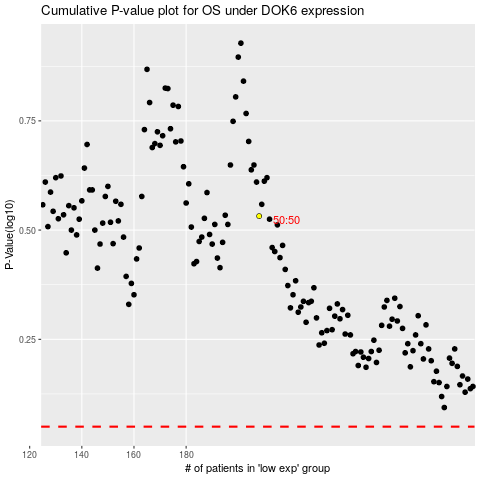 Cumulative P-value plot for OS under DOK6 expression
P-Value(log10)
0.75
0.50
0.25
50:50
120 140 160 180
# of patients in 'low exp' group